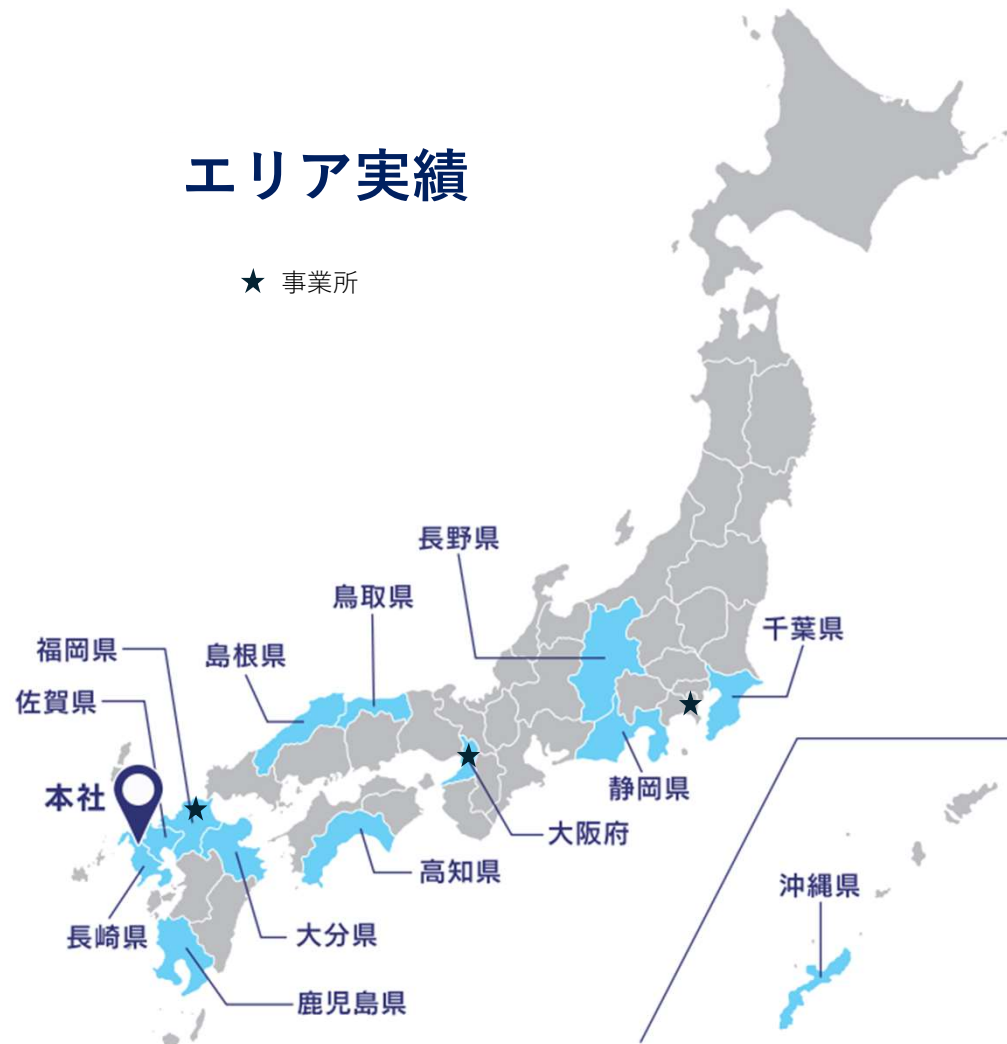 エリア実績
★ 事業所
長野県
鳥取県
千葉県
福岡県
島根県
佐賀県
静岡県
本社
大阪府
高知県
沖縄県
長崎県
大分県
鹿児島県